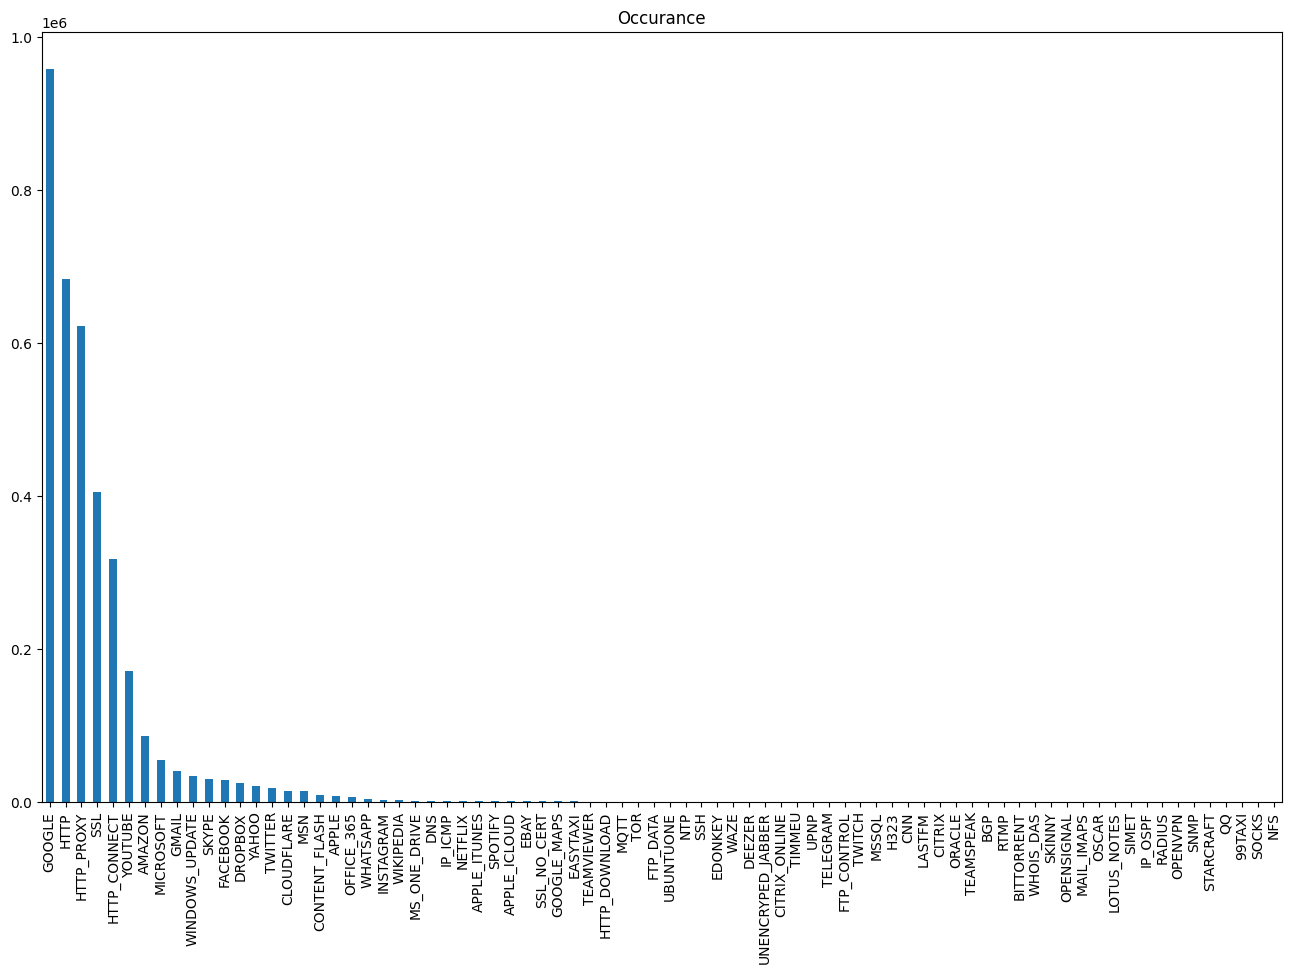 Occurance
1e6
1.0
0.8
0.6
0.4
0.2
0.0
GOOGLE
HTTP
HTTP_PROXY
SSL
HTTP_CONNECT
YOUTUBE
AMAZON
MICROSOFT
GMAIL
WINDOWS_UPDATE
SKYPE
FACEBOOK
DROPBOX
YAHOO
TWITTER
CLOUDFLARE
MSN
CONTENT_FLASH
APPLE
OFFICE_365
WHATSAPP
INSTAGRAM
WIKIPEDIA
MS_ONE_DRIVE
DNS
IP_ICMP
NETFLIX
APPLE_ITUNES
SPOTIFY
APPLE_ICLOUD
EBAY
SSL_NO_CERT
GOOGLE_MAPS
EASYTAXI
TEAMVIEWER
HTTP_DOWNLOAD
MQTT
TOR
FTP_DATA
UBUNTUONE
NTP
SSH
EDONKEY
WAZE
DEEZER
UNENCRYPED_JABBER
CITRIX_ONLINE
TIMMEU
UPNP
TELEGRAM
FTP_CONTROL
TWITCH
MSSQL
H323
CNN
LASTFM
CITRIX
ORACLE
TEAMSPEAK
BGP
RTMP
BITTORRENT
WHOIS_DAS
SKINNY
OPENSIGNAL
MAIL_IMAPS
OSCAR
LOTUS_NOTES
SIMET
IP_OSPF
RADIUS
OPENVPN
SNMP
STARCRAFT
QQ
99TAXI
SOCKS
NFS